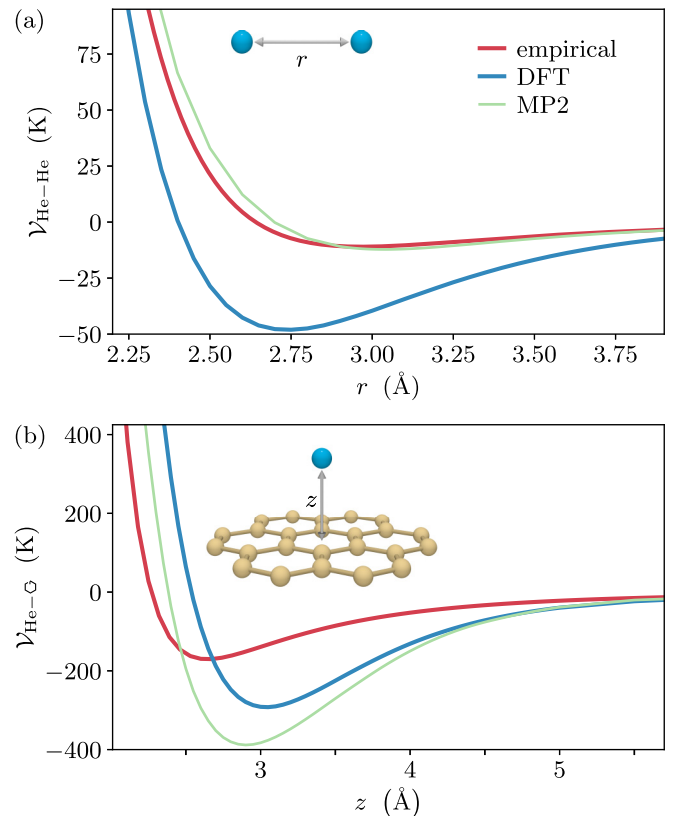 (a)
75
50
25
0
−25
−50
𝒱He−He (K)
r
empirical
DFT
MP2
2.25 2.50 2.75 3.00 3.25 3.50 3.75
r (Å)
(b)
400
200
0
−200
−400
𝒱He−G (K)
z
3 4 5
z (Å)